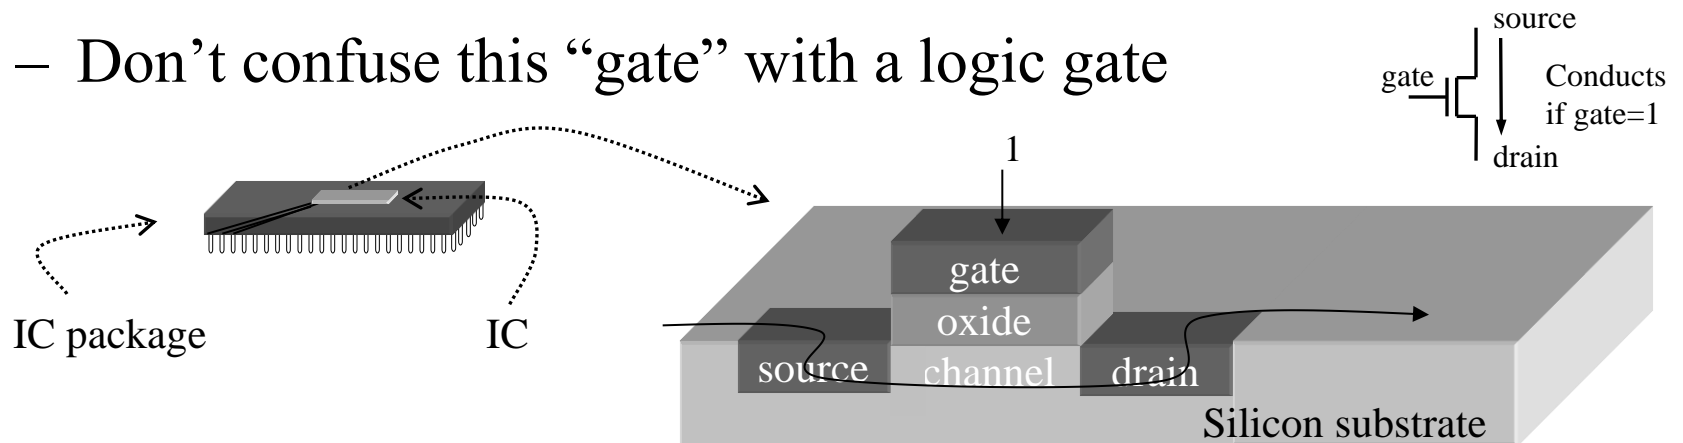 – Don’t confuse this “gate” with a logic gate
source
gate
Conducts
if gate=1
drain
1
IC package
IC
gate
oxide
source
channel
drain
Silicon substrate